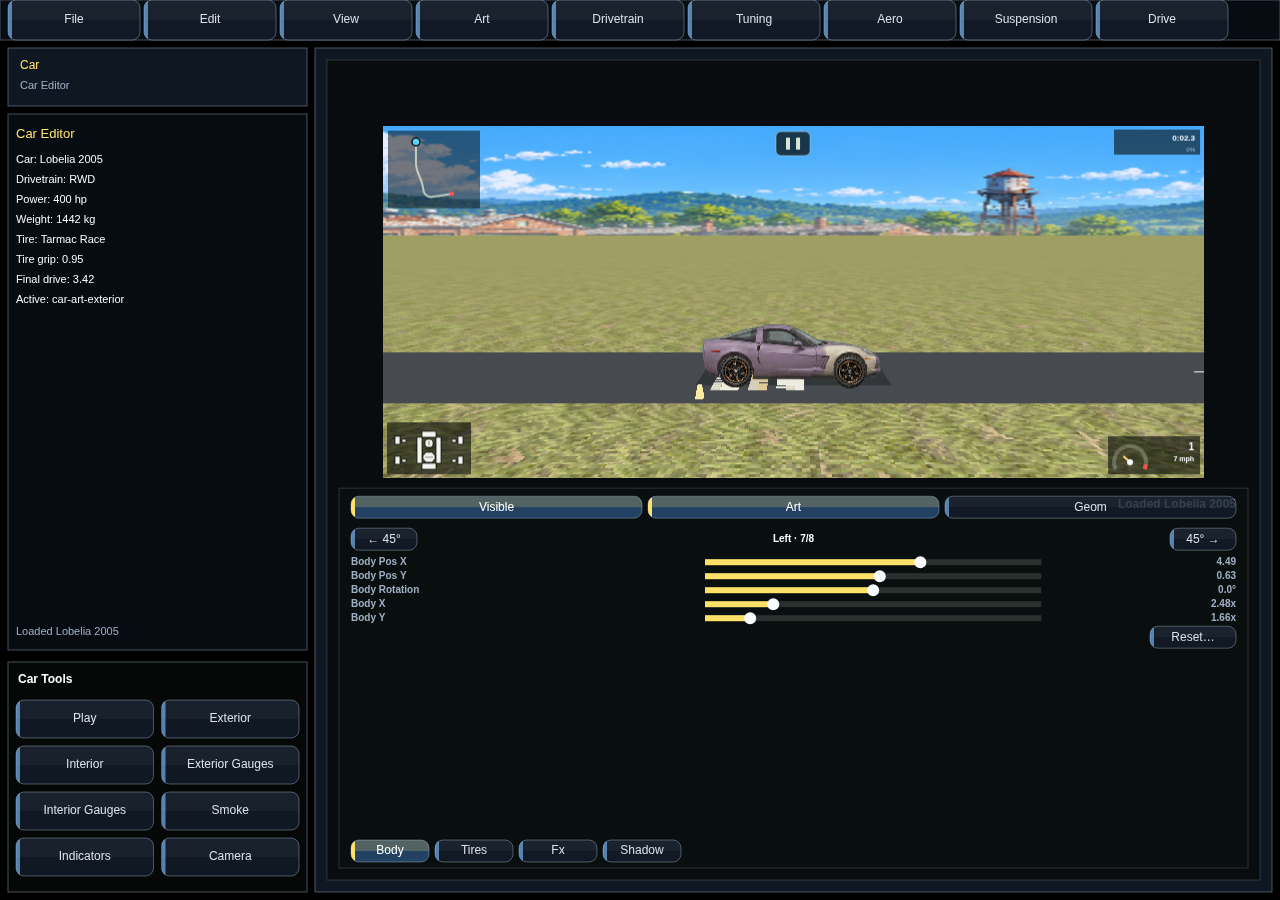 File
Edit
View
Art
Drivetrain
Tuning
Aero
Suspension
Drive
Car
Car Editor
Car Editor
Car: Lobelia 2005
Drivetrain: RWD
Power: 400 hp
Weight: 1442 kg
Tire: Tarmac Race
Tire grip: 0.95
Final drive: 3.42
Active: car-art-exterior
Loaded Lobelia 2005
Car Tools
Play
Exterior
Interior
Exterior Gauges
Interior Gauges
Smoke
Indicators
Camera
0:02.3
0%
1
7 mph
Visible
Art
Geom
Loaded Lobelia 2005
← 45°
Left · 7/8
45° →
Body Pos X 4.49
Body Pos Y 0.63
Body Rotation 0.0°
Body X 2.48x
Body Y 1.66x
Reset…
Body
Tires
Fx
Shadow